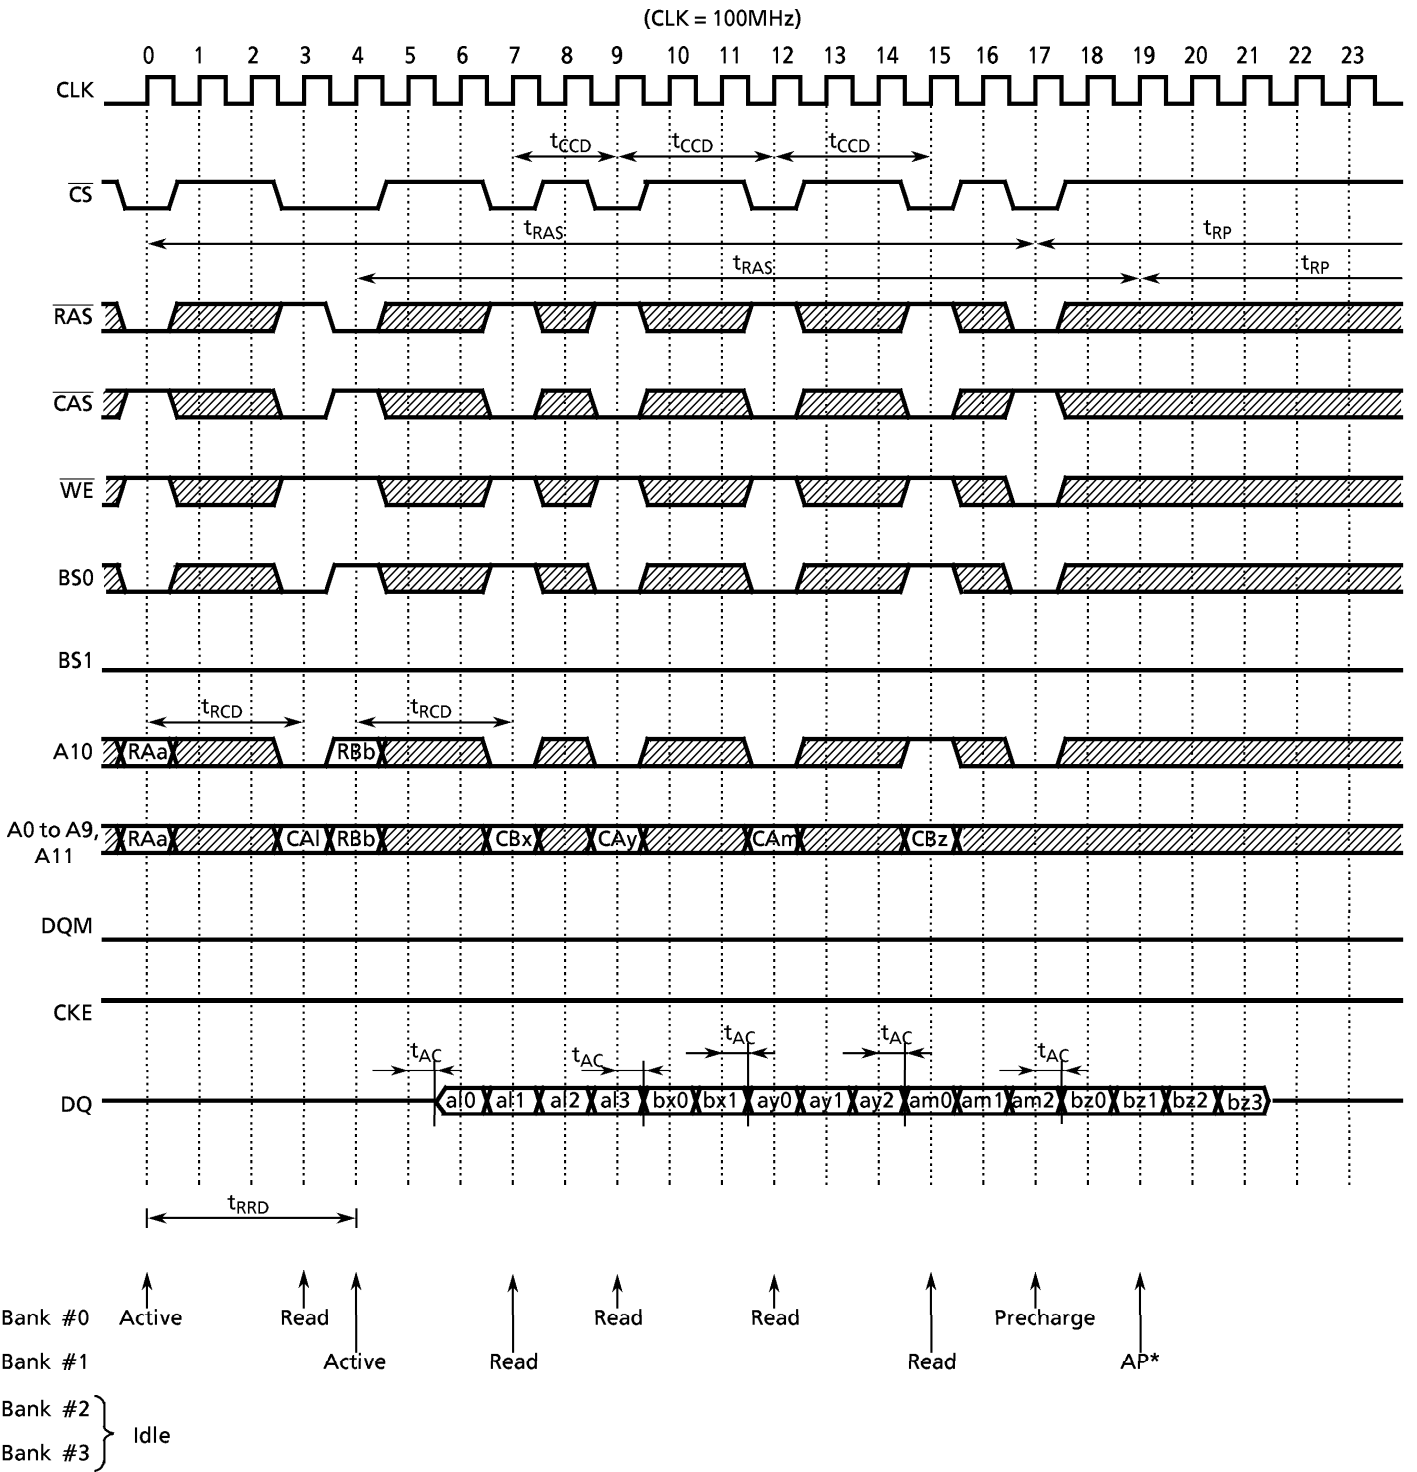 (CLK = 100MHz)
0 1 2 3 4 5 6 7 8 9 10 11 12 13 14 15 16 17 18 19 20 21 22 23
CLK
tCCD tCCD tCCD
CS
tRAS tRP
tRAS tRP
RAS
CAS
WE
BS0
BS1
tRCD tRCD
A10 RAa RBb
A0 to A9,
A11
RAa CAl RBb CBx CAy CAm CBz
DQM
CKE
tAC tAC tAC tAC tAC
DQ al0 al1 al2 al3 bx0 bx1 ay0 ay1 ay2 am0 am1 am2 bz0 bz1 bz2 bz3
tRRD
Bank #0 Active Read Read Read Precharge
Bank #1 Active Read Read AP*
Bank #2
Idle
Bank #3